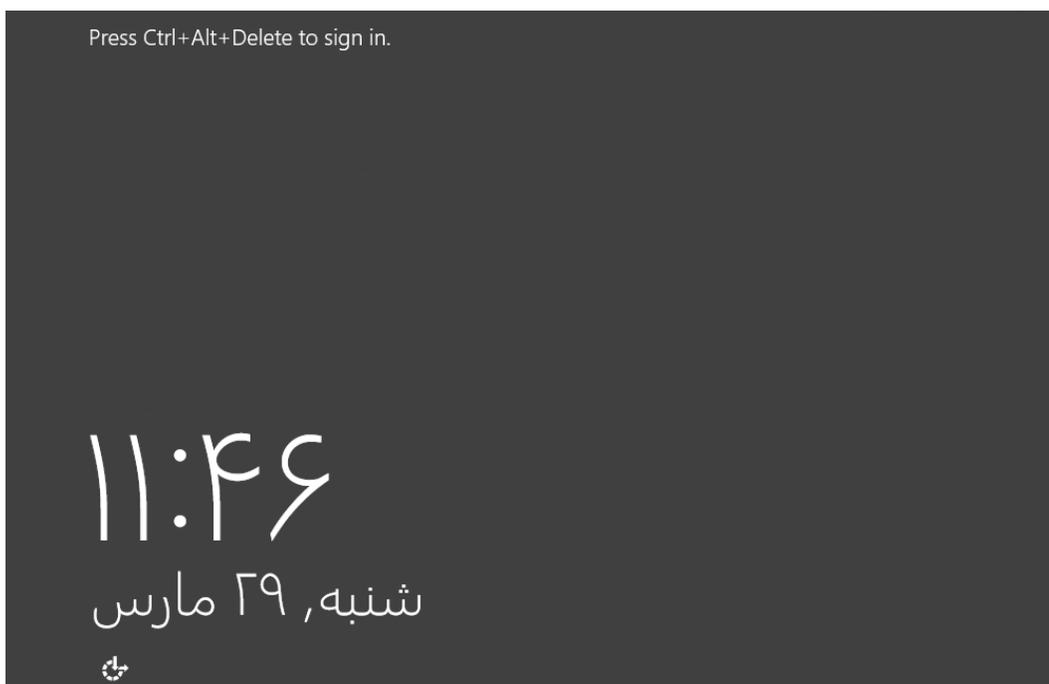 Press Ctrl+Alt+Delete to sign in.
۱۱:۴۶
شنبه, ۲۹ مارس